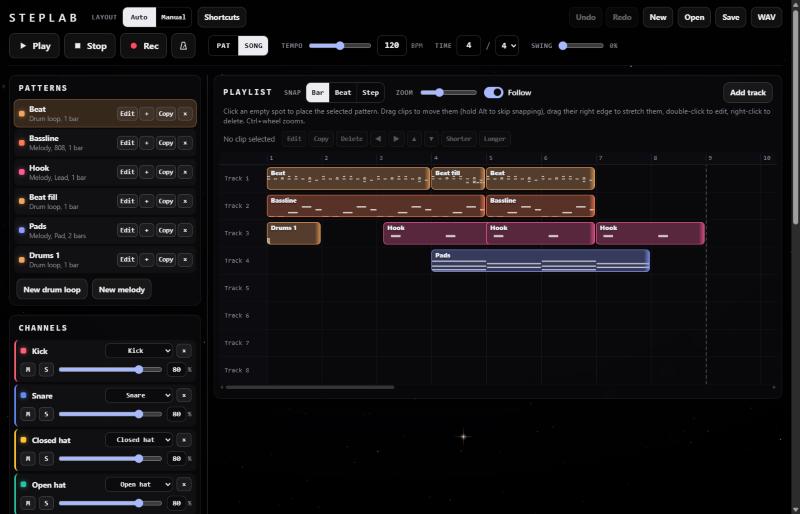 STEPLAB LAYOUT Auto Manual Shortcuts Undo Redo New Open Save WAV
Play Stop Rec PAT SONG TEMPO 120 BPM TIME 4 / 4 SWING 0%
PATTERNS
Beat
Drum loop, 1 bar
Edit + Copy ×
Bassline
Melody, 808, 1 bar
Edit + Copy ×
Hook
Melody, Lead, 1 bar
Edit + Copy ×
Beat fill
Drum loop, 1 bar
Edit + Copy ×
Pads
Melody, Pad, 2 bars
Edit + Copy ×
Drums 1
Drum loop, 1 bar
Edit + Copy ×
New drum loop New melody
CHANNELS
Kick Kick ×
M S 80 %
Snare Snare ×
M S 80 %
Closed hat Closed hat ×
M S 80 %
Open hat Open hat ×
M S 80 %
PLAYLIST SNAP Bar Beat Step ZOOM Follow Add track
Click an empty spot to place the selected pattern. Drag clips to move them (hold Alt to skip snapping), drag their right edge to stretch them, double-click to edit, right-click to
delete. Ctrl+wheel zooms.
No clip selected Edit Copy Delete ◀ ▶ ▲ ▼ Shorter Longer
1 2 3 4 5 6 7 8 9 10
Track 1 Beat Beat fill Beat
Track 2 Bassline Bassline
Track 3 Drums 1 Hook Hook Hook
Track 4 Pads
Track 5
Track 6
Track 7
Track 8